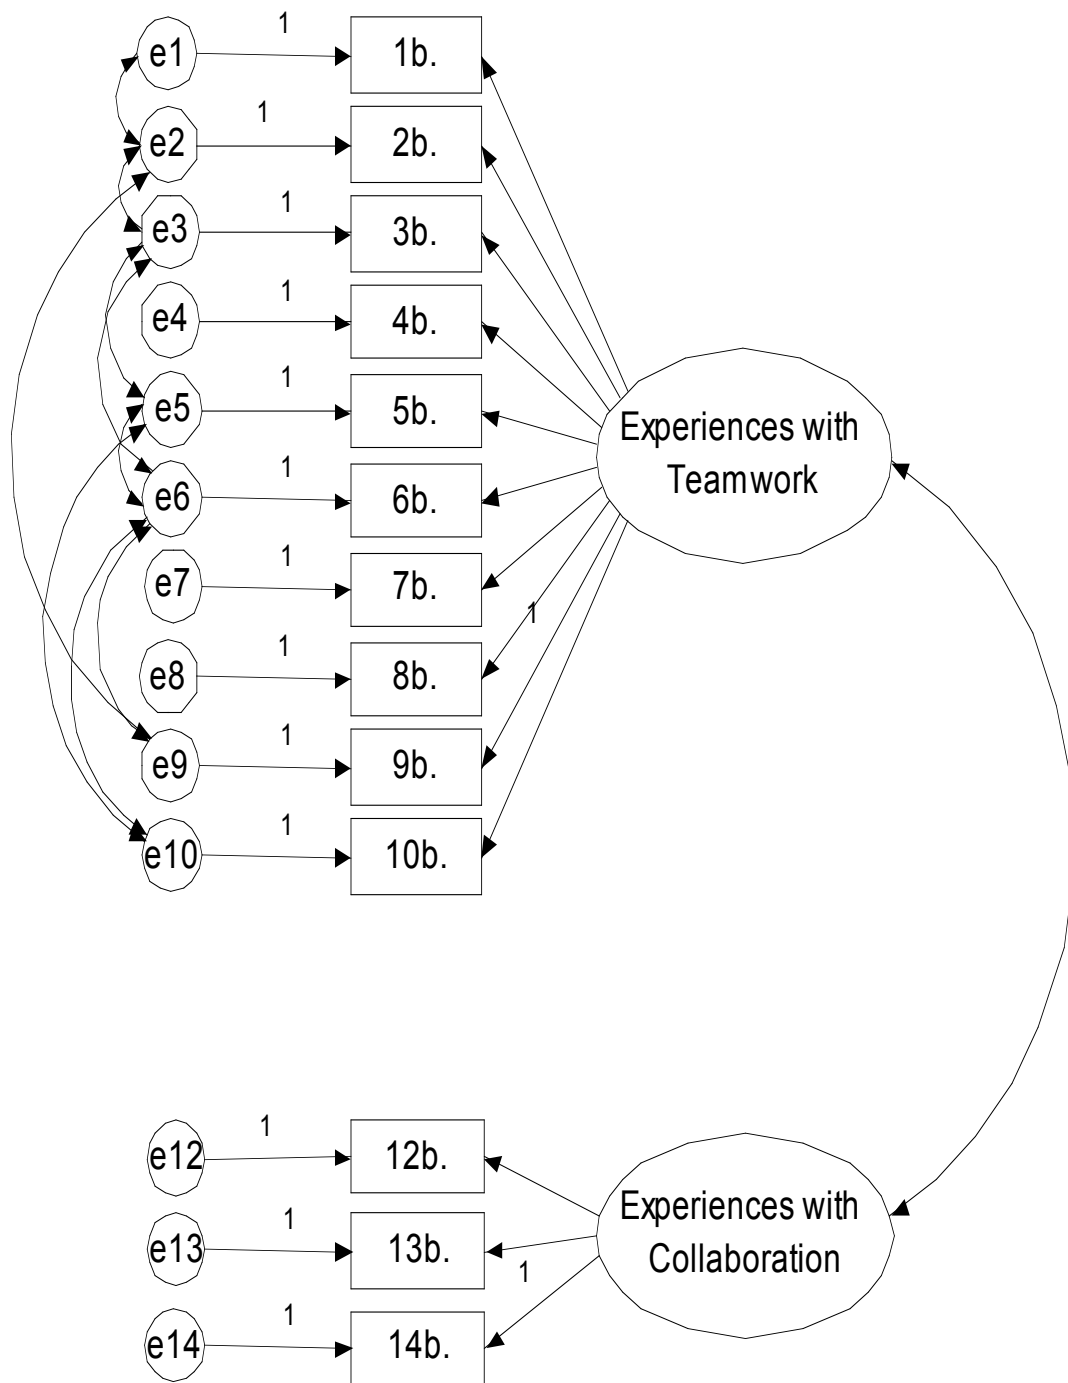 e1 1 1b.
e2 1 2b.
e3 1 3b.
e4 1 4b.
e5 1 5b.
e6 1 6b.
e7 1 7b.
e8 1 8b.
e9 1 9b.
e10 1 10b.
1
Experiences with
Teamwork
e12 1 12b.
e13 1 13b.
e14 1 14b.
1
Experiences with
Collaboration